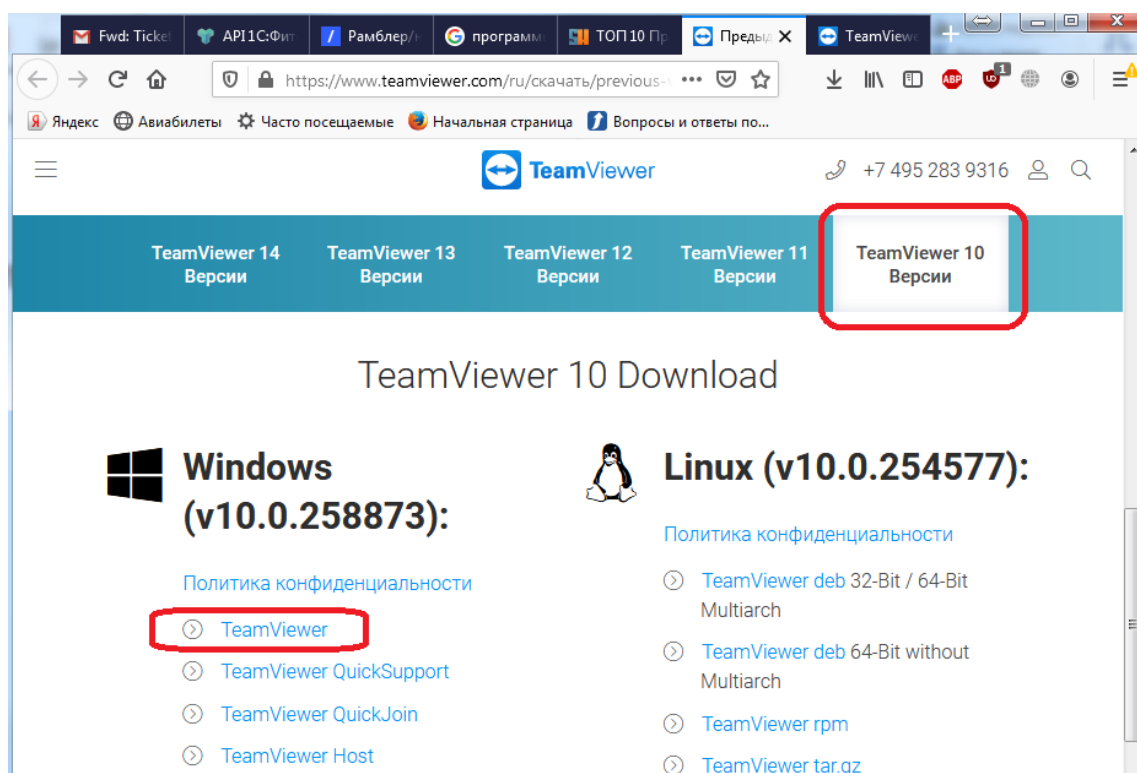 Fwd: Ticket
API 1С:Фит
Рамблер/н
программ
ТОП 10 Пр
Предыд
TeamView
https://www.teamviewer.com/ru/скачать/previous-v
ABP
1
Яндекс
Авиабилеты
Часто посещаемые
Начальная страница
Вопросы и ответы по...
TeamViewer
+7 495 283 9316
TeamViewer 14
Версии
TeamViewer 13
Версии
TeamViewer 12
Версии
TeamViewer 11
Версии
TeamViewer 10
Версии
TeamViewer 10 Download
Windows
(v10.0.258873):
Политика конфиденциальности
TeamViewer
TeamViewer QuickSupport
TeamViewer QuickJoin
TeamViewer Host
Linux (v10.0.254577):
Политика конфиденциальности
TeamViewer deb 32-Bit / 64-Bit
Multiarch
TeamViewer deb 64-Bit without
Multiarch
TeamViewer rpm
TeamViewer tar.gz